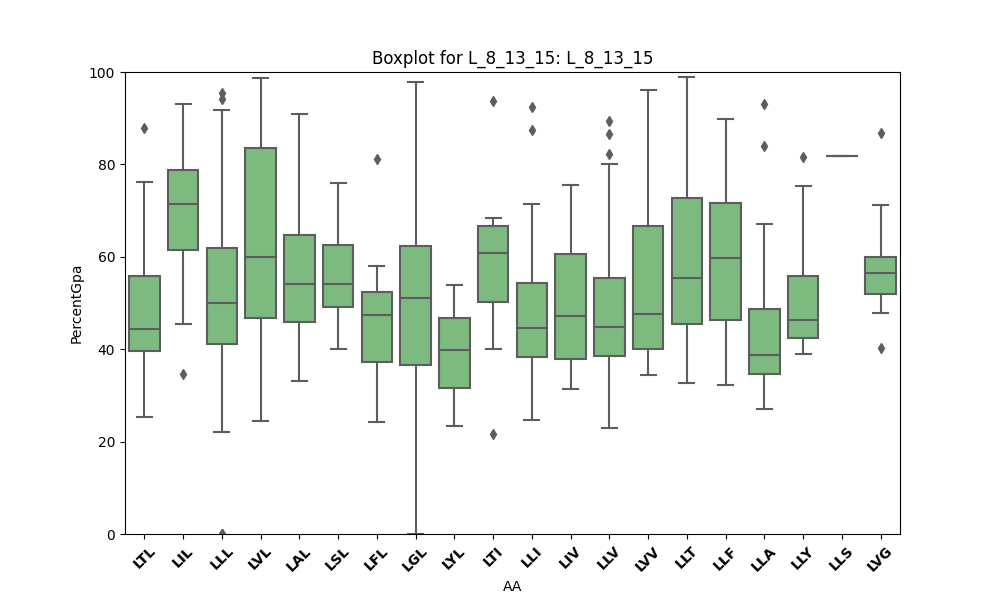 Boxplot for L_8_13_15: L_8_13_15
100
80
60
40
20
0
PercentGpa
LTL LIL LLL LVL LAL LSL LFL LGL LYL LTI LLI LIV LLV LVV LLT LLF LLA LLY LLS LVG
AA